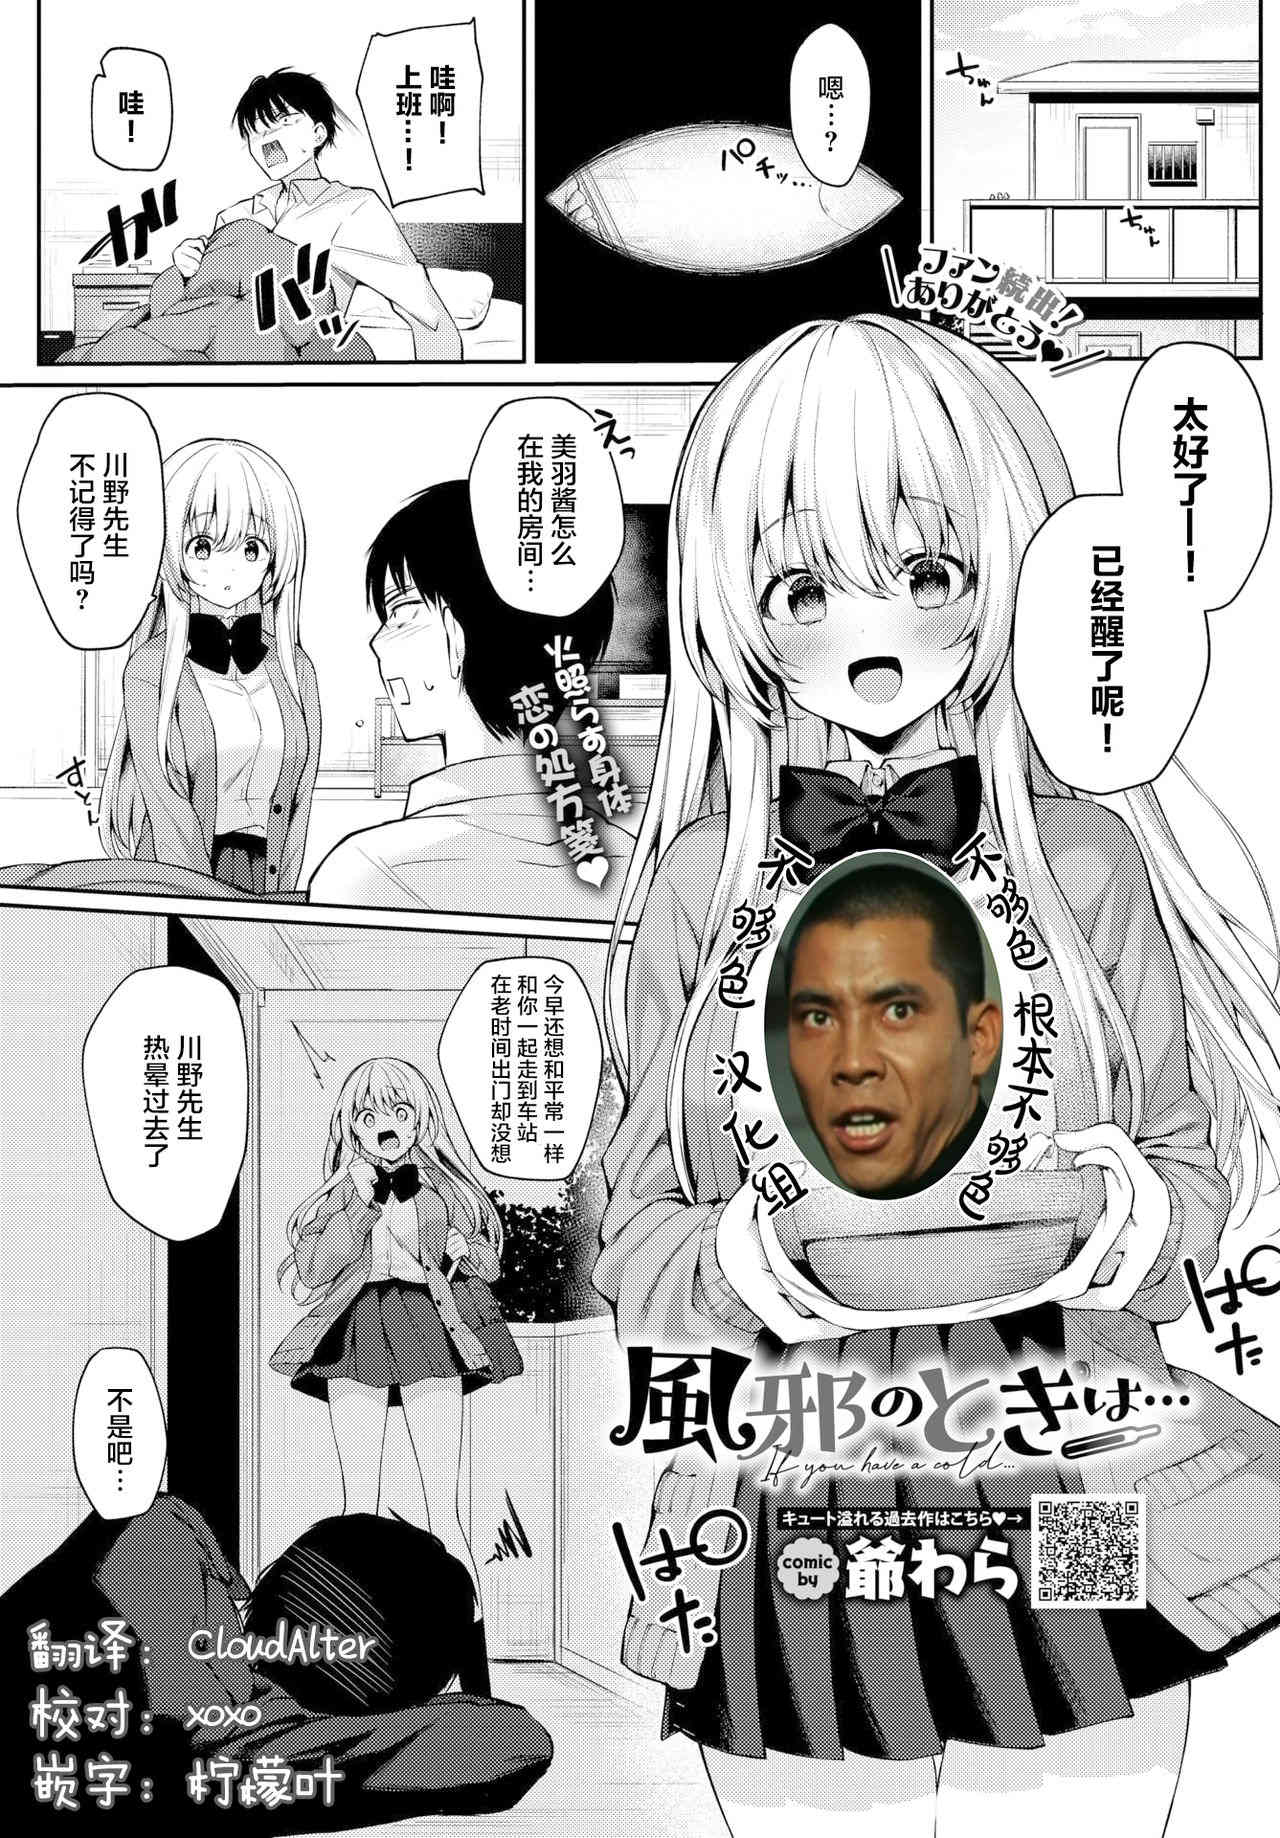 ちゅん
ちゅん
嗯…?
パチッ…
哇啊!
上班…!
哇!
ガバッ
ファン続出!
ありがとう♥
太好了ー!
已经醒了呢!
えっ
美羽酱怎么
在我的房间…
川野先生
不记得了吗?
すとん
火照らす身体
恋の処方箋♥
不够色
不够色 根本不够色
汉化组
今早还想和平常一样
和你一起走到车站
在老时间出门却没想
川野先生
热晕过去了
不是吧…
ぱた
ぱた
風邪のときは…
If you have a cold...
キュート溢れる過去作はこちら♥→
comic by
爺わら
翻译: CloudAlter
校对: xoxo
嵌字: 柠檬叶